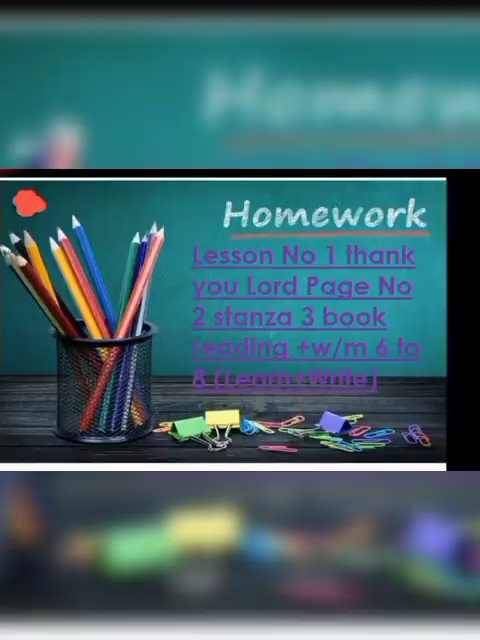 Homework
Lesson No 1 thank
you Lord Page No
2 stanza 3 book
reading +w/m 6 to
8 (Learn+Write)